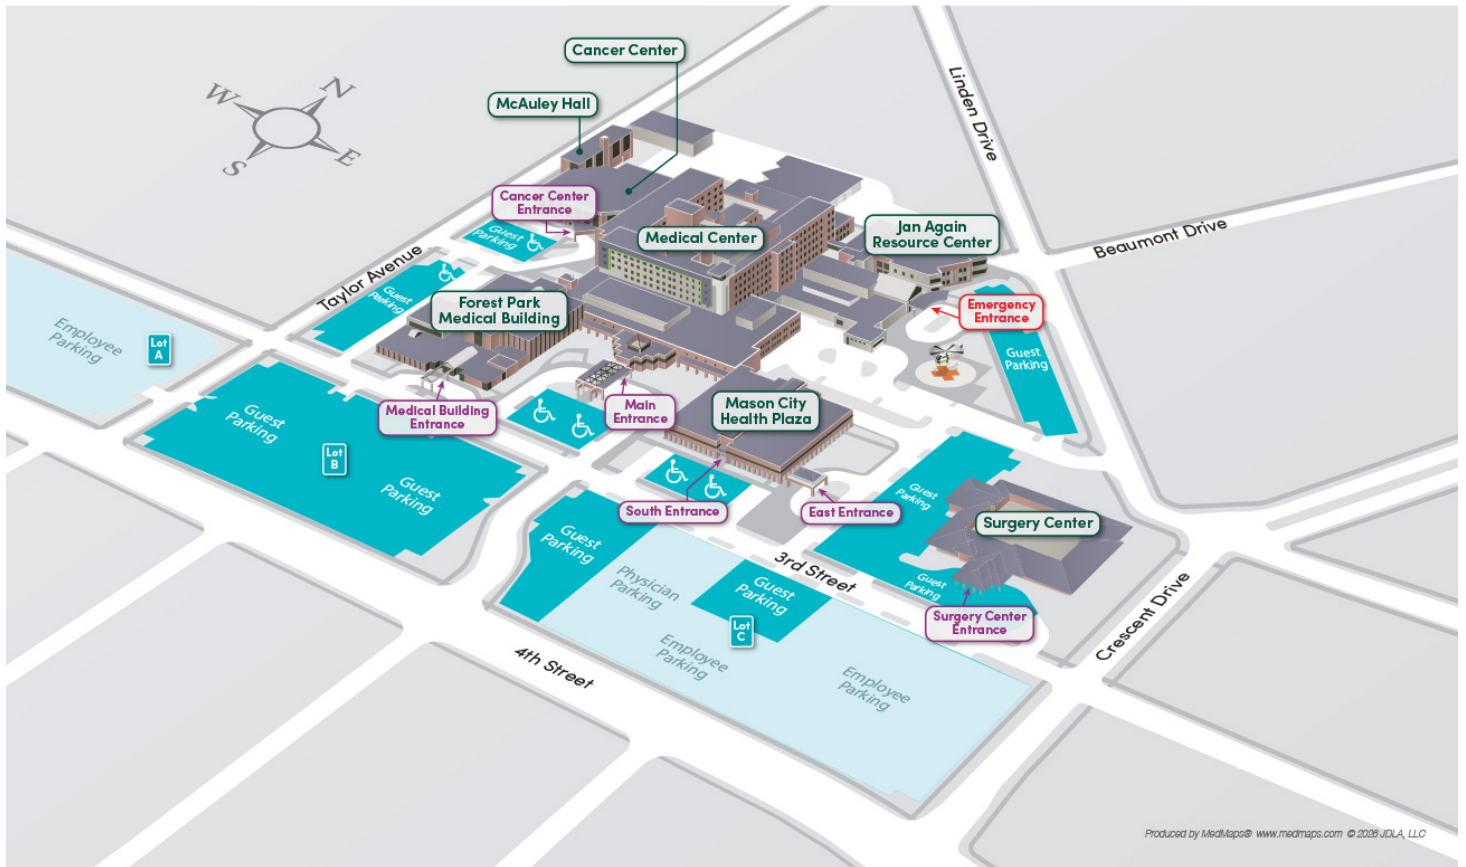 Cancer Center
McAuley Hall
N
W
E
S
Linden Drive
Cancer Center
Entrance
Guest
Parking
Medical Center
Jan Again
Resource Center
Beaumont Drive
Taylor Avenue
Guest
Parking
Forest Park
Medical Building
Emergency
Entrance
Employee
Parking
Lot
A
Guest
Parking
Medical Building
Entrance
Main
Entrance
Mason City
Health Plaza
Guest
Parking
Lot
B
Guest
Parking
South Entrance
East Entrance
Guest
Parking
Surgery Center
Guest
Parking
3rd Street
Physician
Parking
Guest
Parking
Guest
Parking
Surgery Center
Entrance
Lot
C
Crescent Drive
4th Street
Employee
Parking
Employee
Parking
Produced by MedMaps® www.medmaps.com © 2026 JDLA, LLC